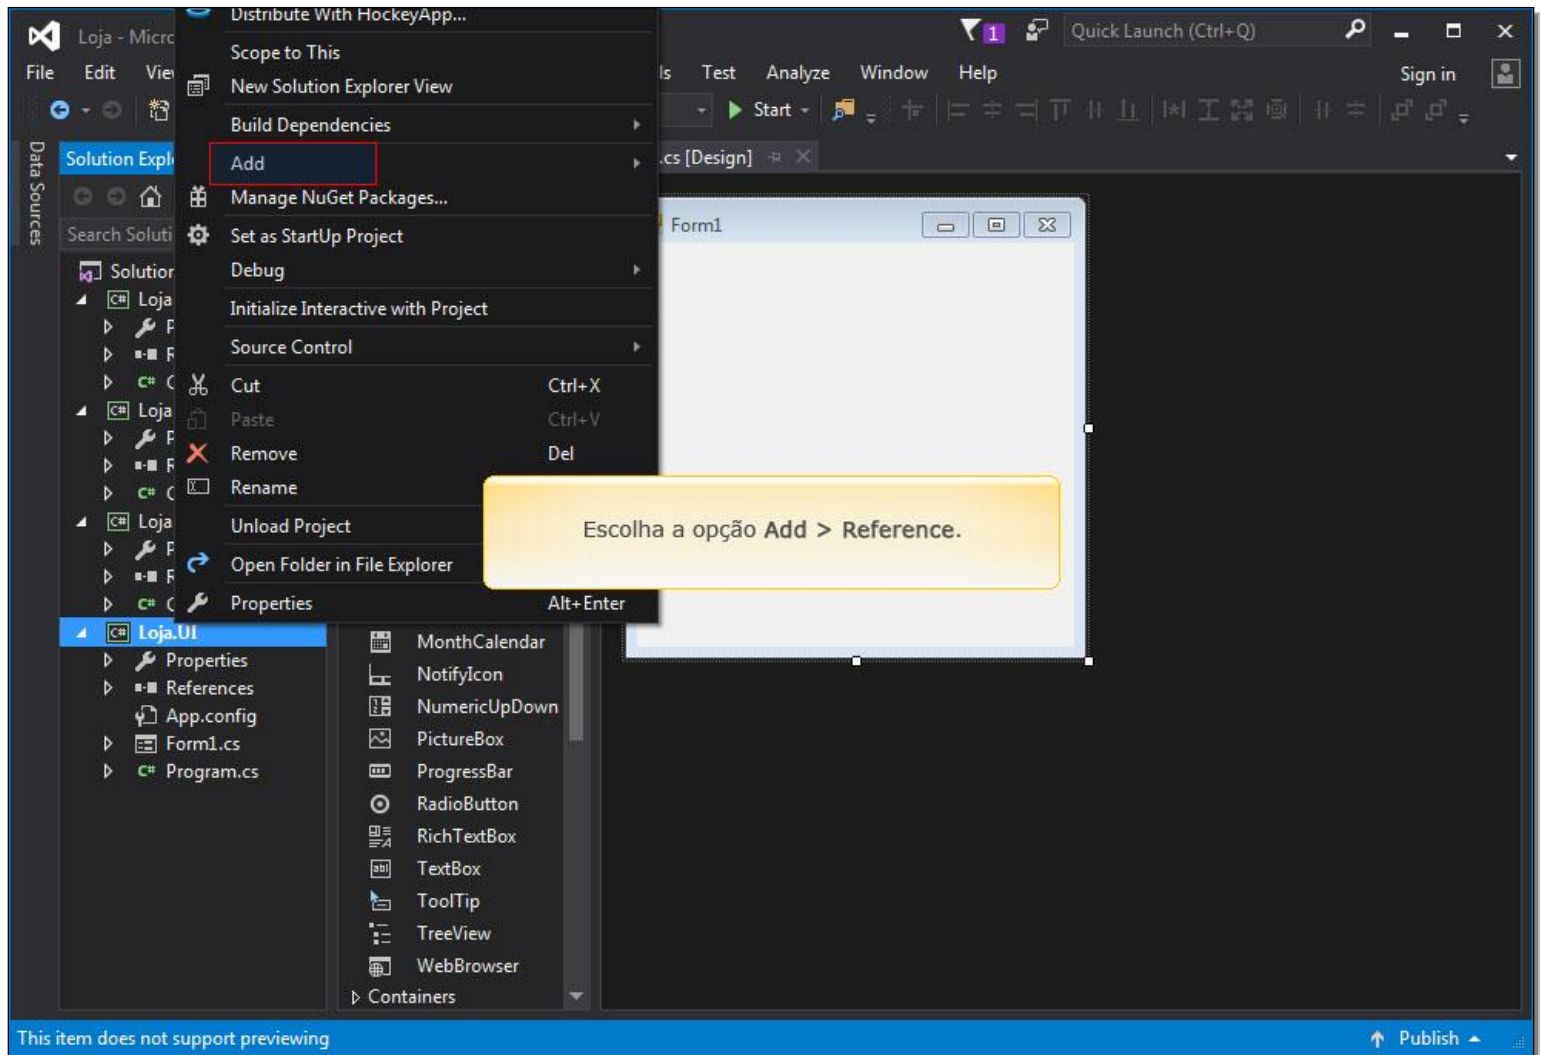 Loja - Micro
Quick Launch (Ctrl+Q)
1
File Edit View
ls Test Analyze Window Help
Sign in
Start
Data Sources
Solution Expl
.cs [Design]
Search Soluti
Solution
Loja
Loja
Loja
Loja.UI
Properties
References
App.config
Form1.cs
Program.cs
Distribute With HockeyApp...
Scope to This
New Solution Explorer View
Build Dependencies
Add
Manage NuGet Packages...
Set as StartUp Project
Debug
Initialize Interactive with Project
Source Control
Cut Ctrl+X
Paste Ctrl+V
Remove Del
Rename
Unload Project
Open Folder in File Explorer
Properties Alt+Enter
Form1
Escolha a opção Add > Reference.
MonthCalendar
NotifyIcon
NumericUpDown
PictureBox
ProgressBar
RadioButton
RichTextBox
TextBox
ToolTip
TreeView
WebBrowser
Containers
This item does not support previewing
Publish